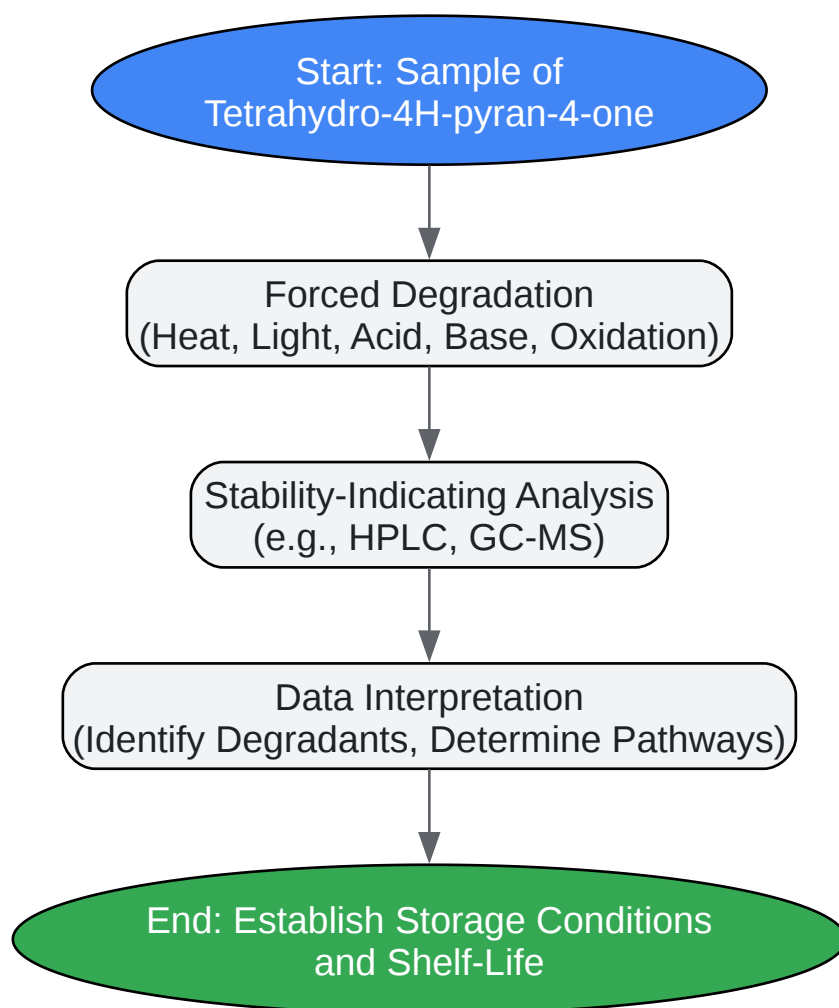 Start: Sample of
Tetrahydro-4H-pyran-4-one
Forced Degradation
(Heat, Light, Acid, Base, Oxidation)
Stability-Indicating Analysis
(e.g., HPLC, GC-MS)
Data Interpretation
(Identify Degradants, Determine Pathways)
End: Establish Storage Conditions
and Shelf-Life